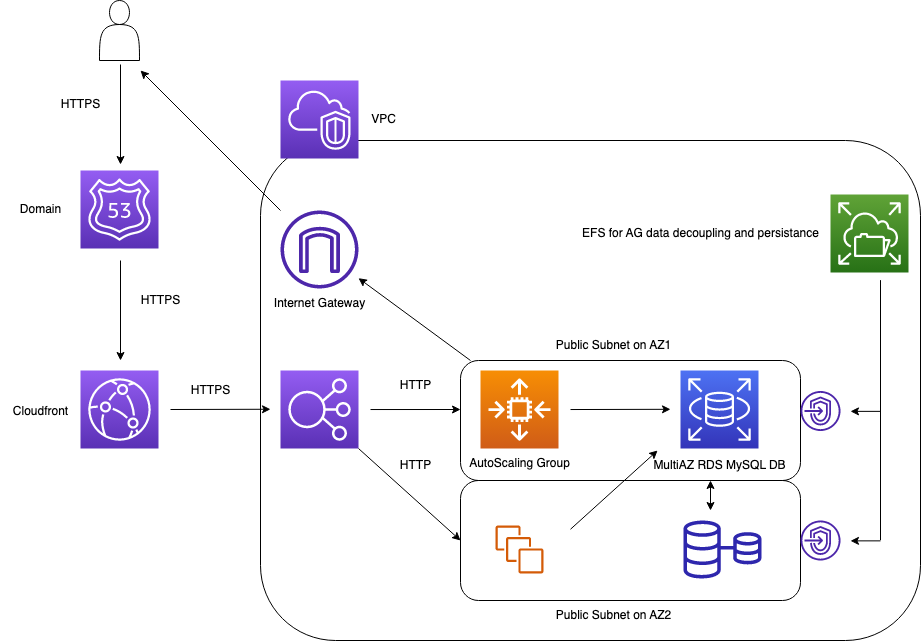 HTTPS
VPC
Domain
53
EFS for AG data decoupling and persistance
HTTPS
Internet Gateway
Public Subnet on AZ1
HTTPS
HTTP
Cloudfront
AutoScaling Group
MultiAZ RDS MySQL DB
HTTP
Public Subnet on AZ2